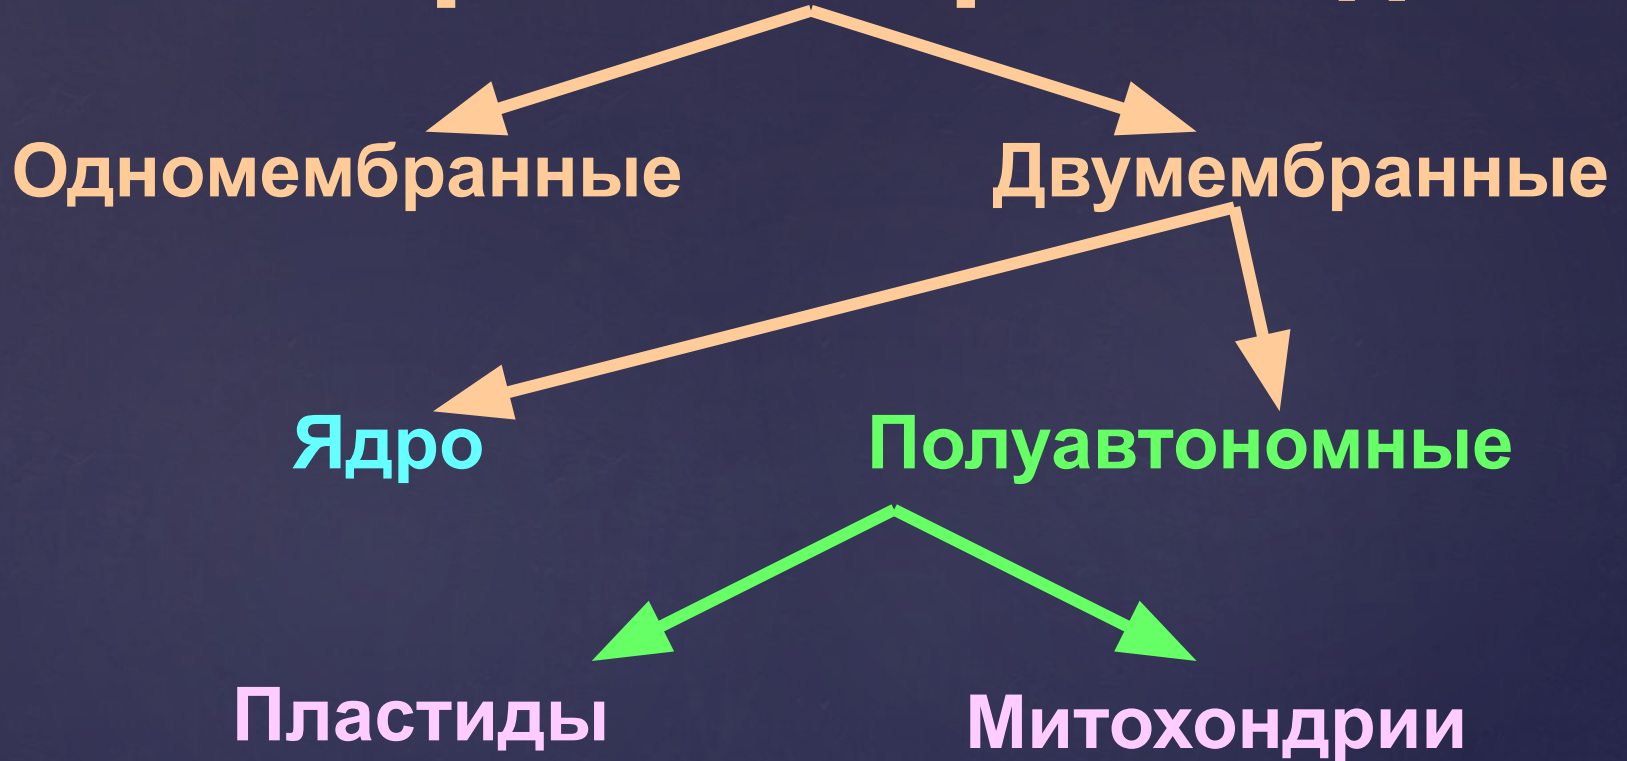 Одномембранные
Двумембранные
Ядро
Полуавтономные
Пластиды
Митохондрии